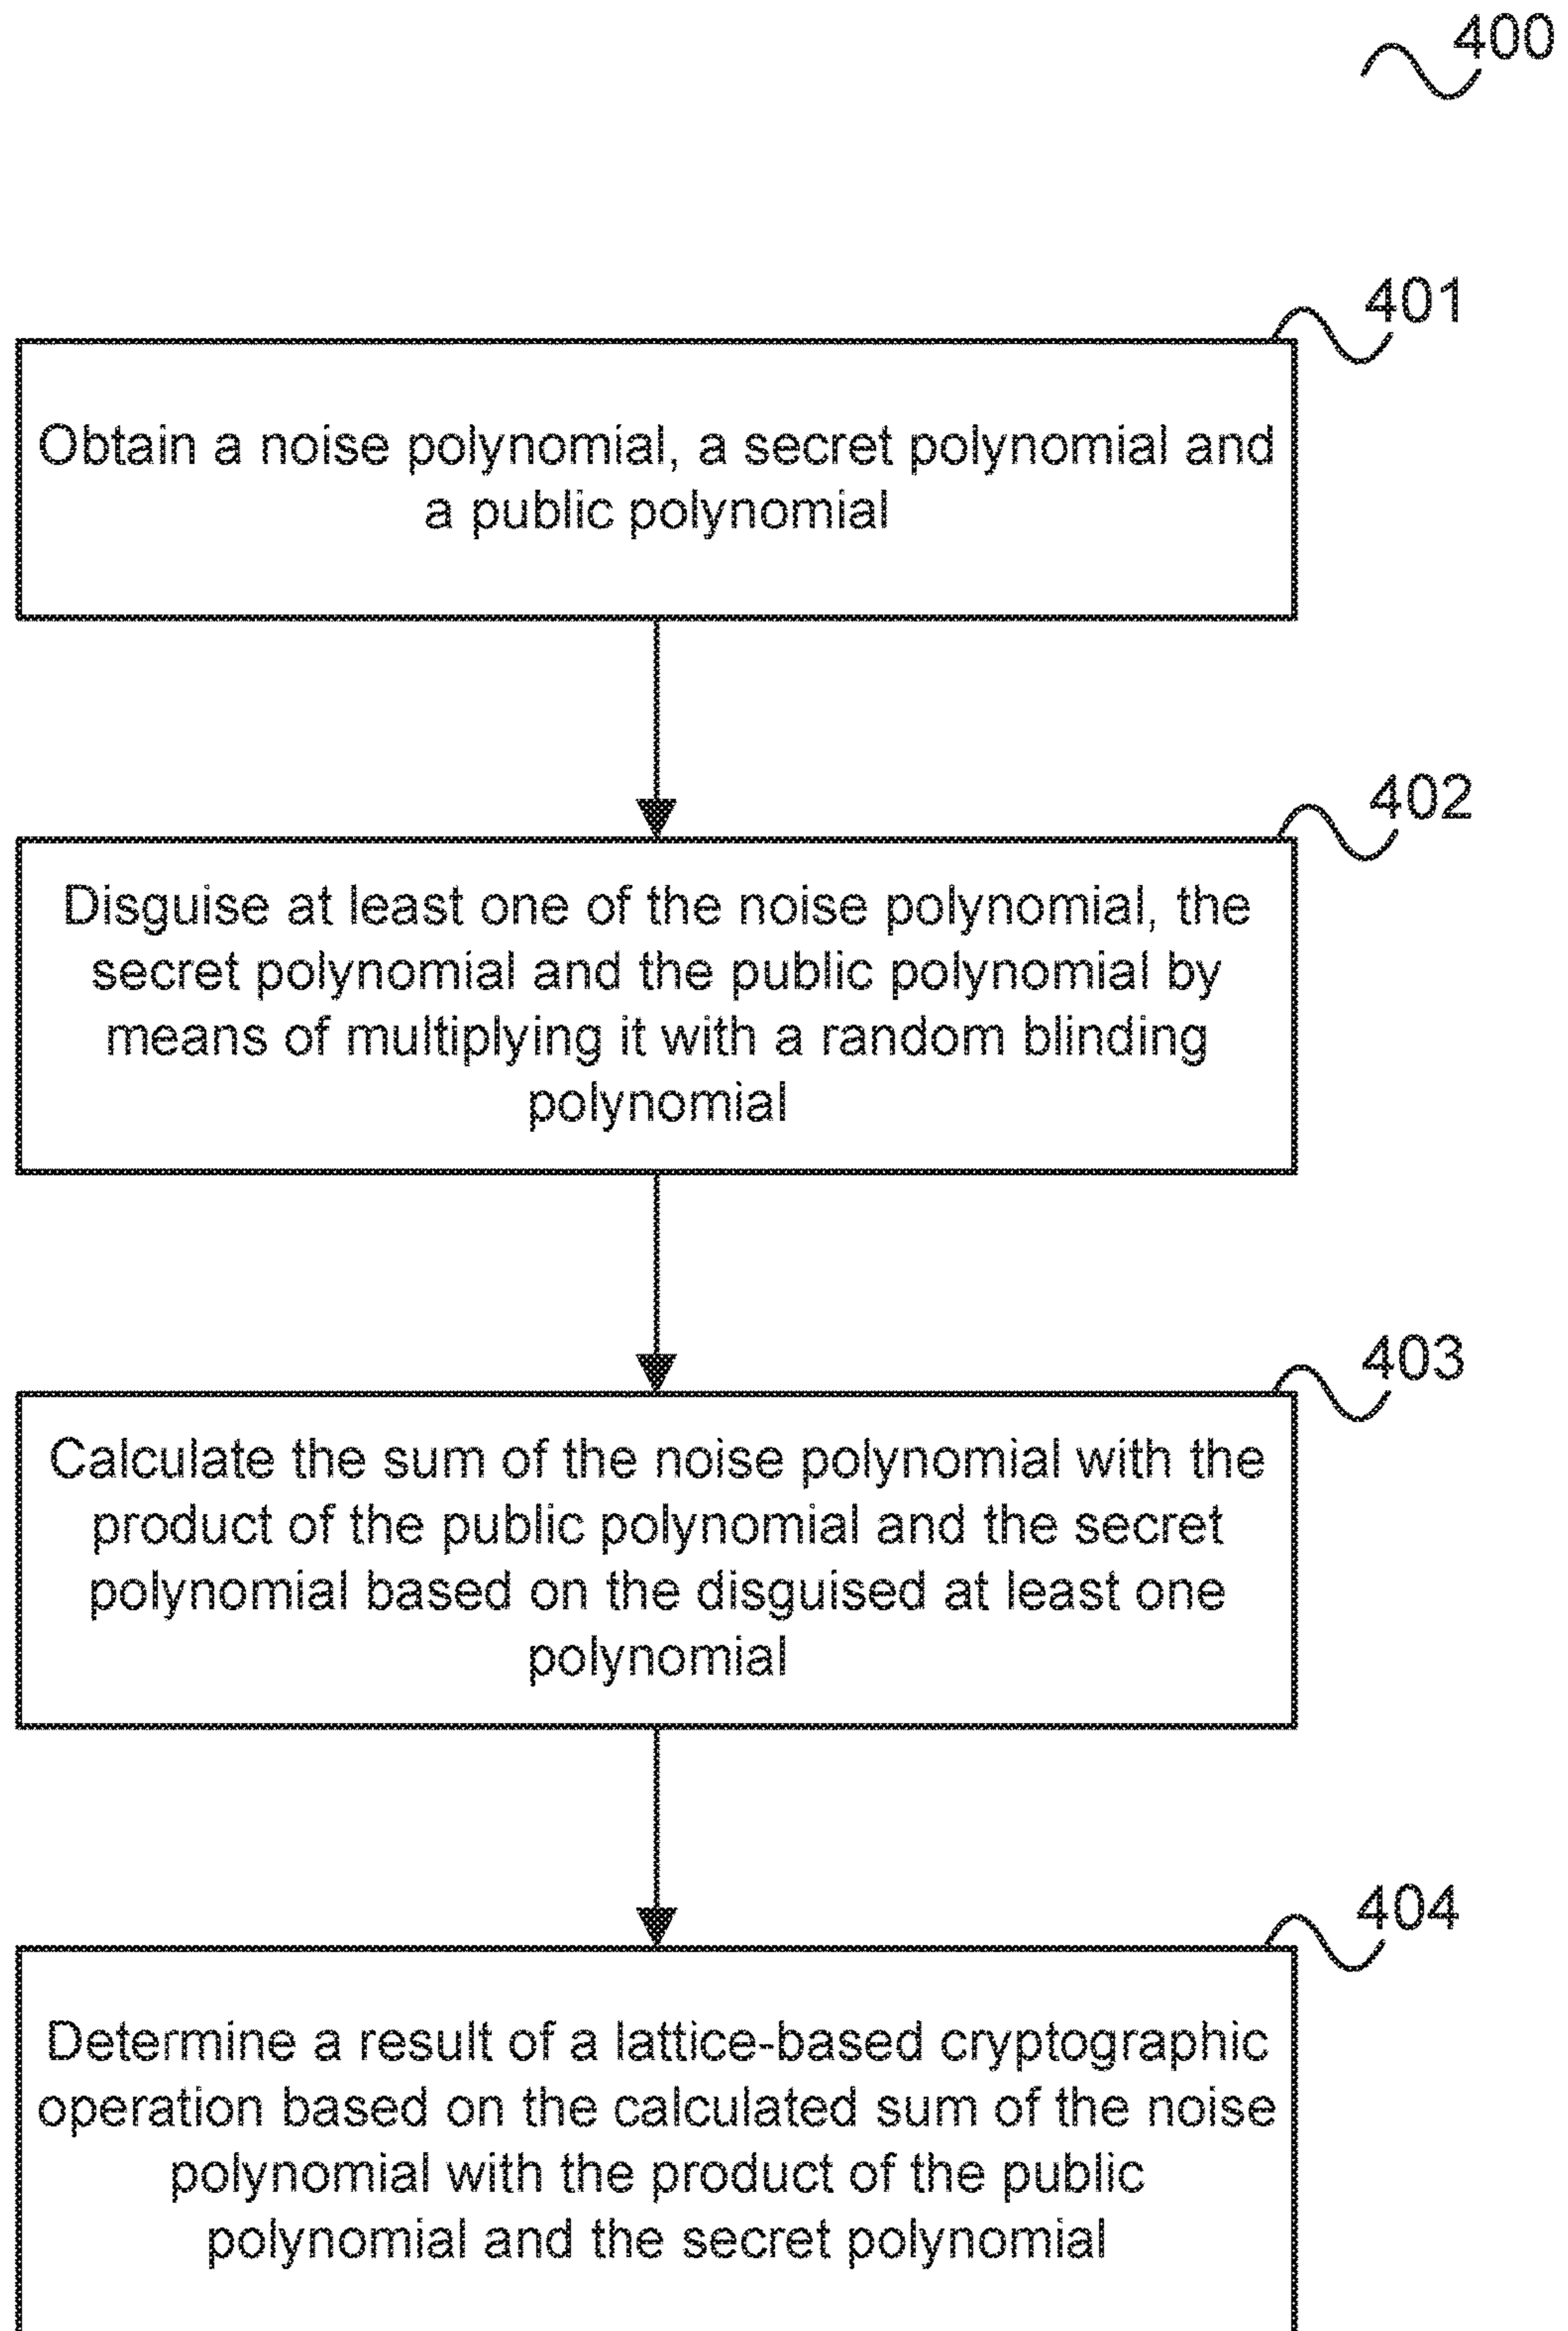 400
401
Obtain a noise polynomial, a secret polynomial and
a public polynomial
402
Disguise at least one of the noise polynomial, the
secret polynomial and the public polynomial by
means of multiplying it with a random blinding
polynomial
403
Calculate the sum of the noise polynomial with the
product of the public polynomial and the secret
polynomial based on the disguised at least one
polynomial
404
Determine a result of a lattice-based cryptographic
operation based on the calculated sum of the noise
polynomial with the product of the public
polynomial and the secret polynomial